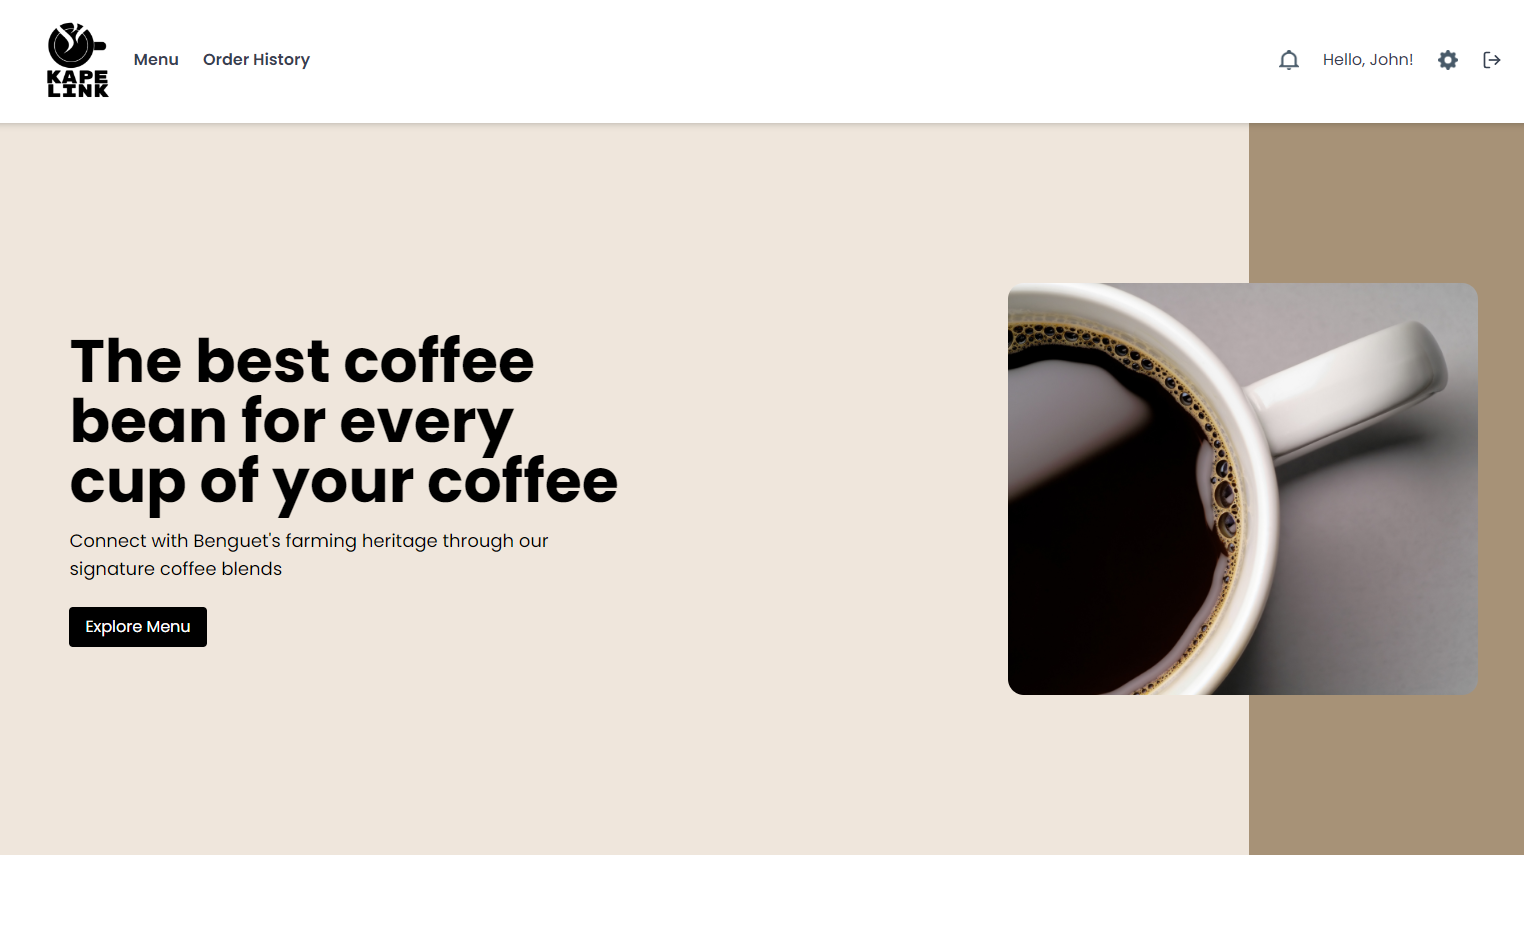 KAPE
LINK
Menu
Order History
Hello, John!
The best coffee
bean for every
cup of your coffee
Connect with Benguet's farming heritage through our
signature coffee blends
Explore Menu